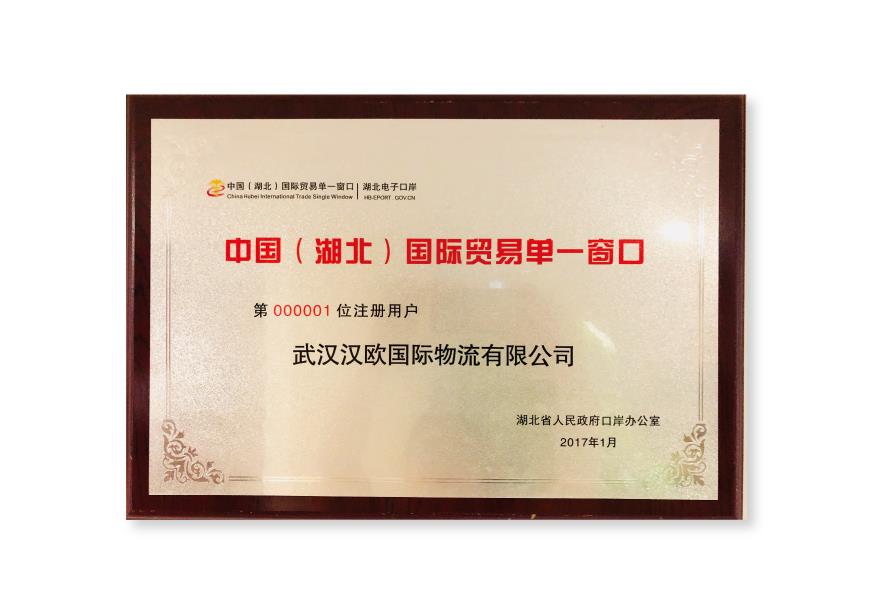 中国（湖北）国际贸易单一窗口 | 湖北电子口岸
China Hubei International Trade Single Window | HB-EPORT.GOV.CN
中国（湖北）国际贸易单一窗口
第 000001 位注册用户
武汉汉欧国际物流有限公司
湖北省人民政府口岸办公室
2017年1月